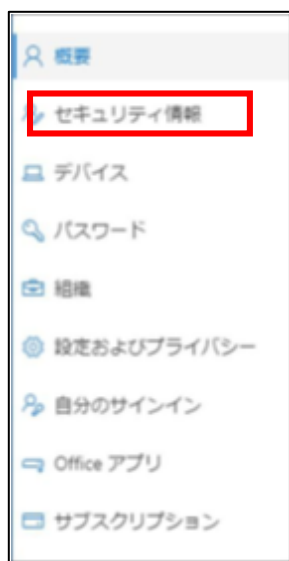 概要
セキュリティ情報
デバイス
パスワード
組織
設定およびプライバシー
自分のサインイン
Office アプリ
サブスクリプション